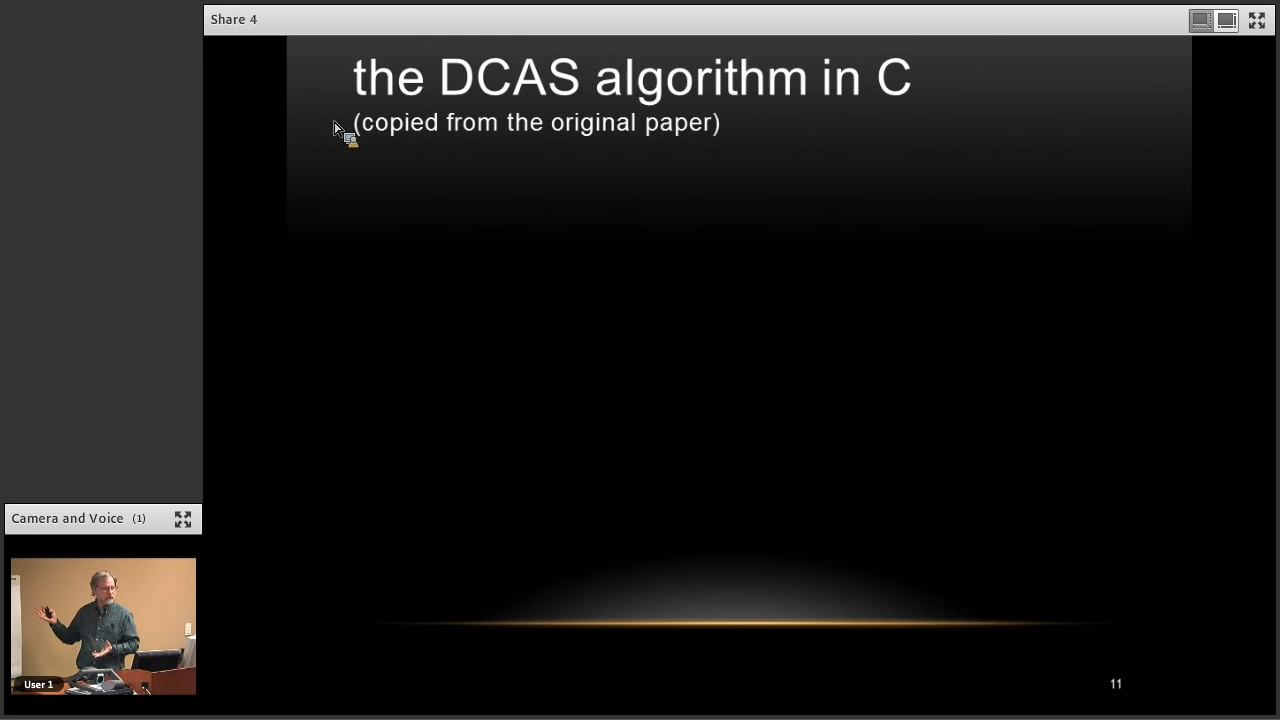 Share 4
the DCAS algorithm in C
(copied from the original paper)
Camera and Voice (1)
User 1
11